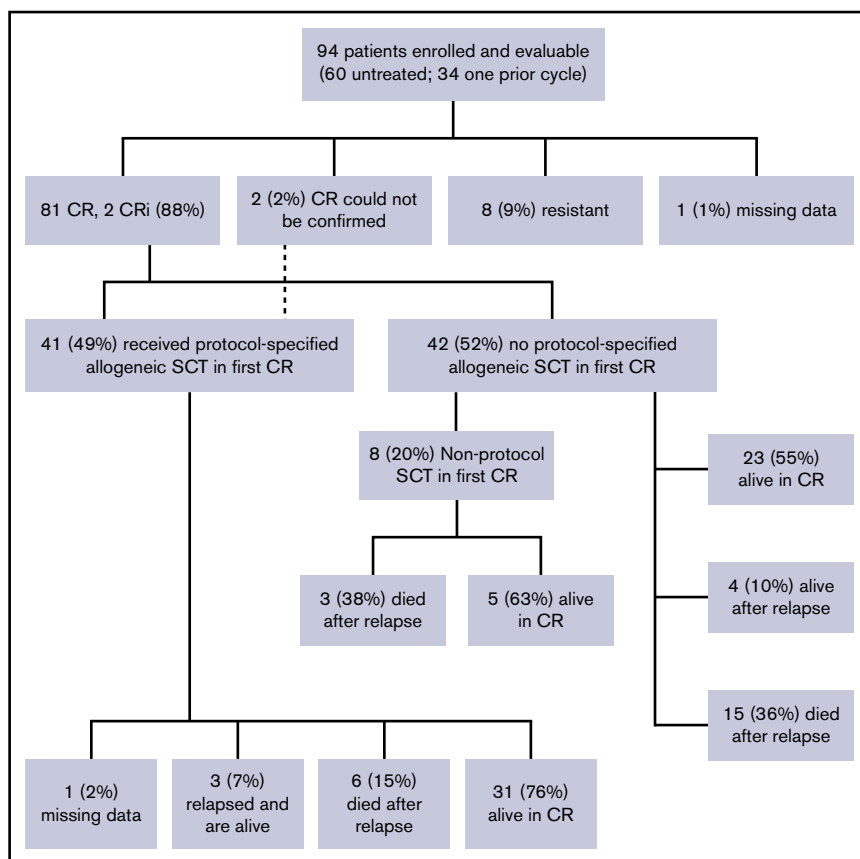 94 patients enrolled and evaluable
(60 untreated; 34 one prior cycle)
81 CR, 2 CRi (88%)
2 (2%) CR could not
be confirmed
8 (9%) resistant
1 (1%) missing data
41 (49%) received protocol-specified
allogeneic SCT in first CR
42 (52%) no protocol-specified
allogeneic SCT in first CR
8 (20%) Non-protocol
SCT in first CR
23 (55%)
alive in CR
3 (38%) died
after relapse
5 (63%) alive
in CR
4 (10%) alive
after relapse
15 (36%) died
after relapse
1 (2%)
missing data
3 (7%)
relapsed and
are alive
6 (15%)
died after
relapse
31 (76%)
alive in CR